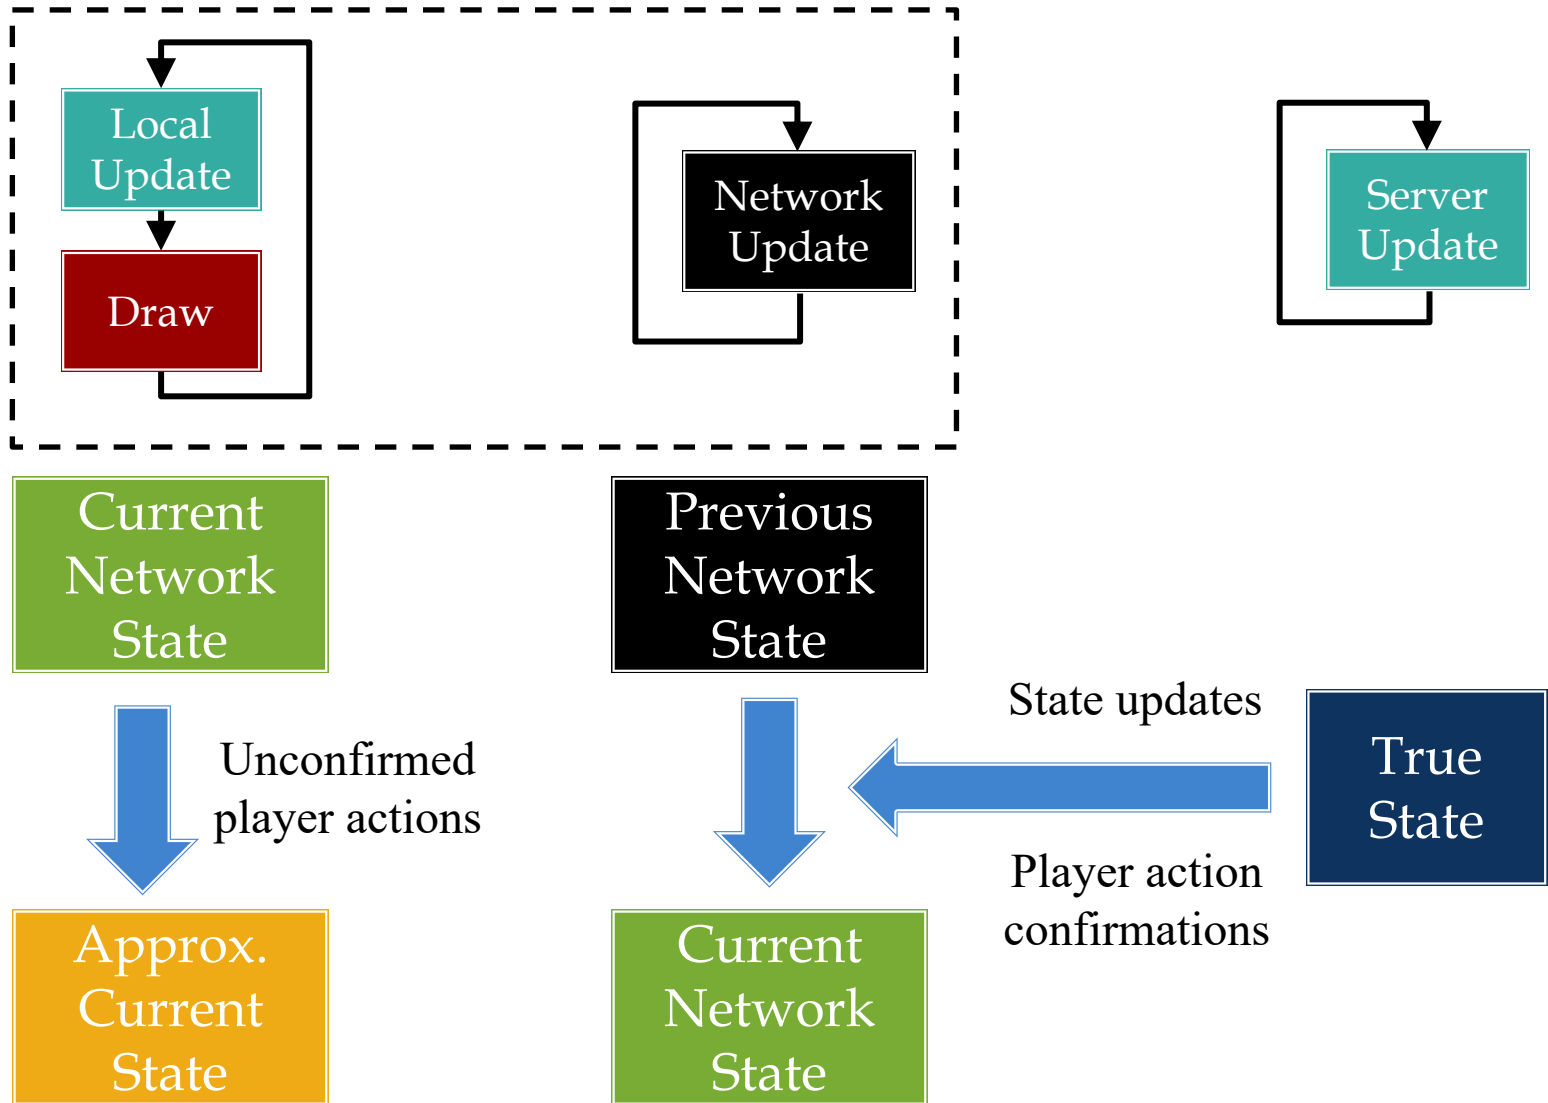 Local
Update
Draw
Network
Update
Server
Update
Current
Network
State
Previous
Network
State
Unconfirmed
player actions
State updates
Player action
confirmations
True
State
Approx.
Current
State
Current
Network
State